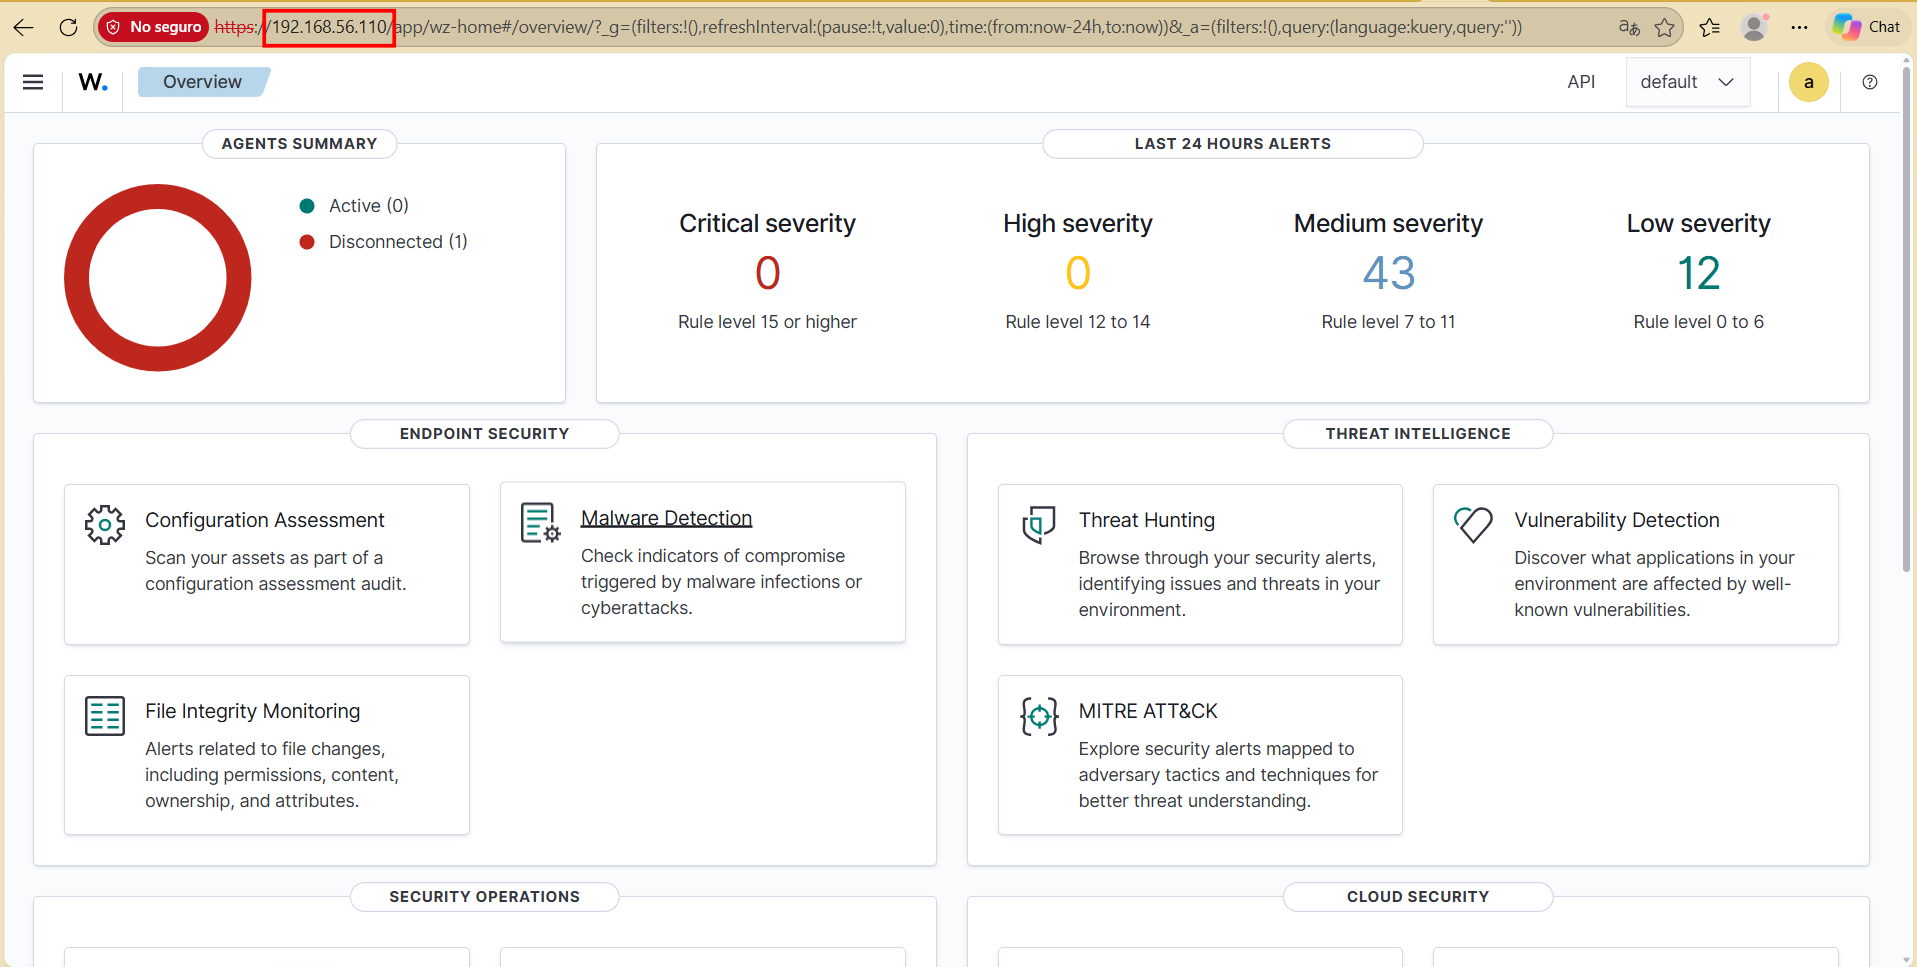 No seguro https://192.168.56.110/app/wz-home#/overview/?_g=(filters:!(),refreshInterval:(pause:!t,value:0),time:(from:now-24h,to:now))&_a=(filters:!(),query:(language:kuery,query:'')) Chat
W. Overview API default a
AGENTS SUMMARY
Active (0)
Disconnected (1)
LAST 24 HOURS ALERTS
Critical severity
0
Rule level 15 or higher
High severity
0
Rule level 12 to 14
Medium severity
43
Rule level 7 to 11
Low severity
12
Rule level 0 to 6
ENDPOINT SECURITY
Configuration Assessment
Scan your assets as part of a
configuration assessment audit.
Malware Detection
Check indicators of compromise
triggered by malware infections or
cyberattacks.
File Integrity Monitoring
Alerts related to file changes,
including permissions, content,
ownership, and attributes.
THREAT INTELLIGENCE
Threat Hunting
Browse through your security alerts,
identifying issues and threats in your
environment.
Vulnerability Detection
Discover what applications in your
environment are affected by well-
known vulnerabilities.
MITRE ATT&CK
Explore security alerts mapped to
adversary tactics and techniques for
better threat understanding.
SECURITY OPERATIONS
CLOUD SECURITY